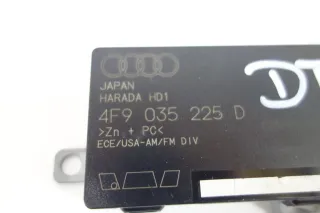 JAPAN
HARADA HD1
4F9 035 225 D
>Zn + PC<
ECE/USA-AM/FM DIV